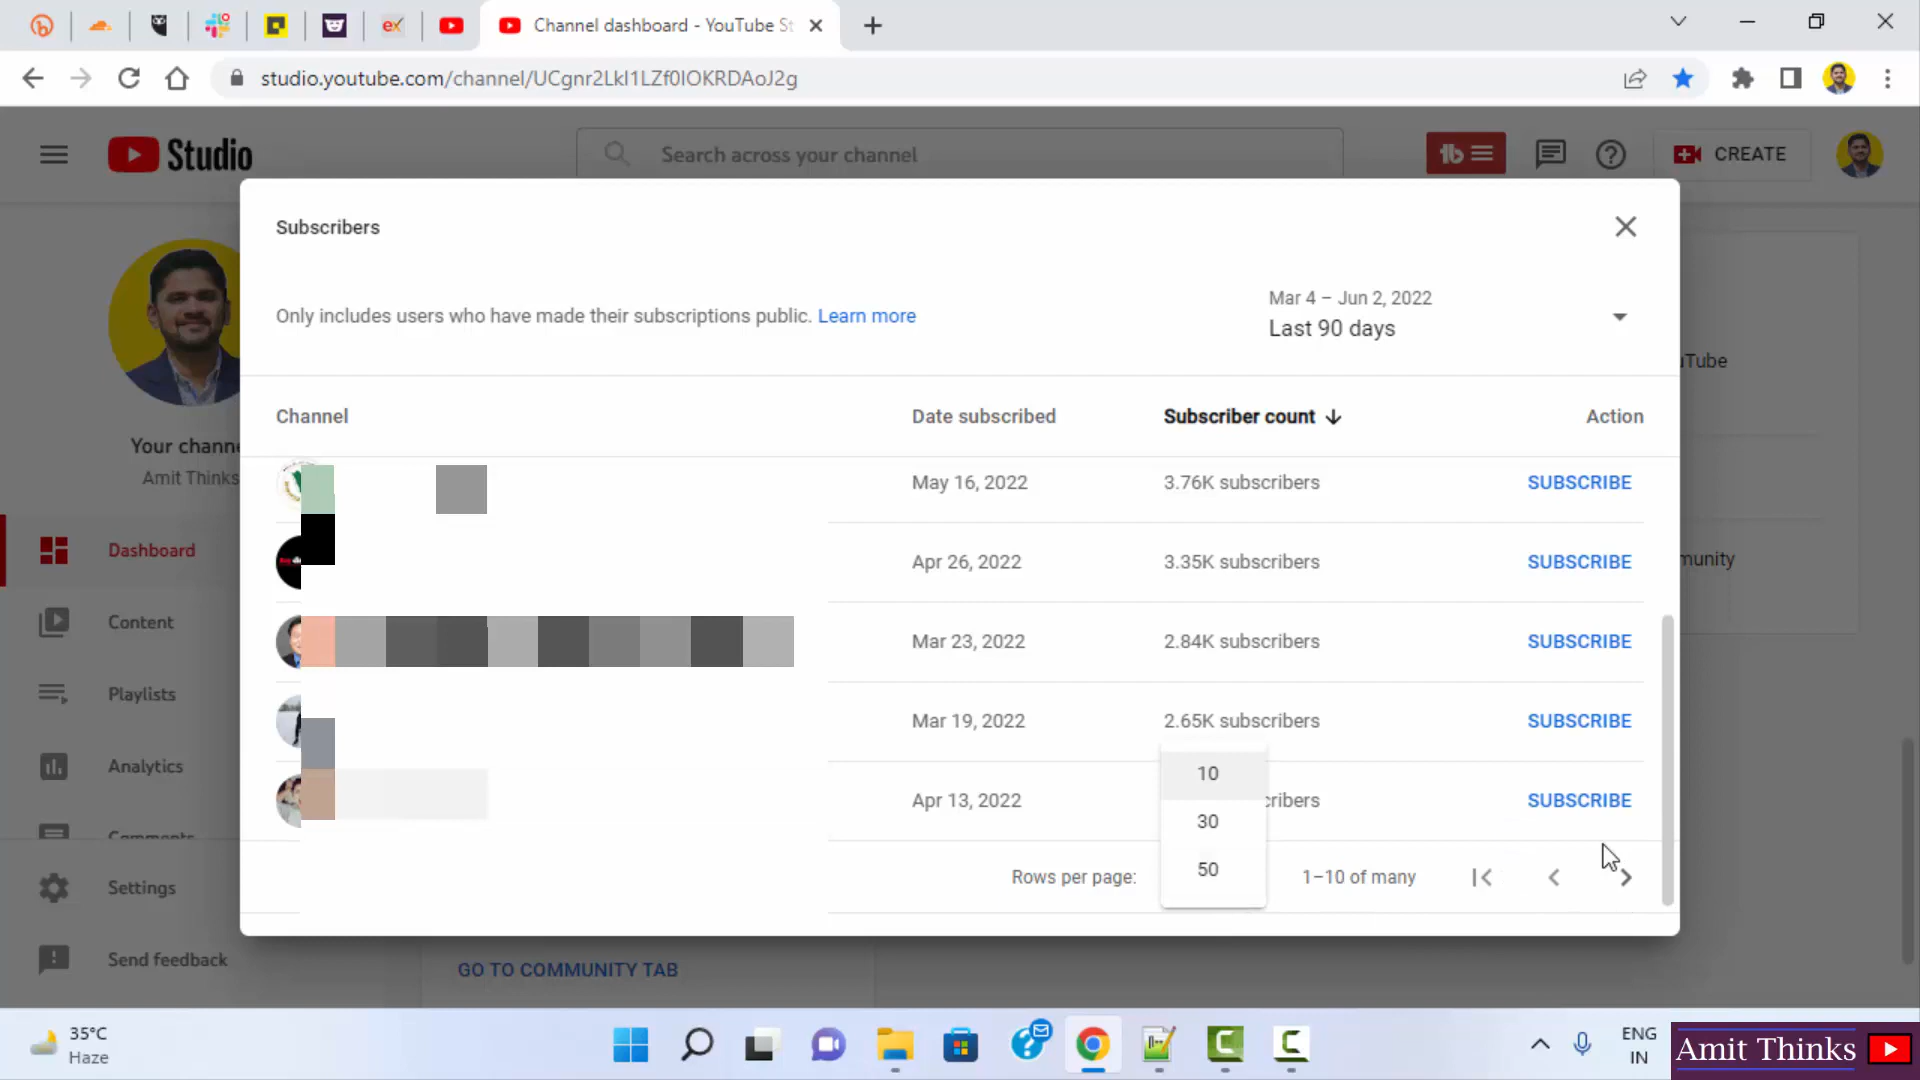 Channel dashboard - YouTube St
studio.youtube.com/channel/UCgnr2LkI1LZf0IOKRDAoJ2g
Studio
Search across your channel
CREATE
Subscribers
Only includes users who have made their subscriptions public. Learn more
Mar 4 – Jun 2, 2022
Last 90 days
uTube
Channel
Date subscribed
Subscriber count
Action
Your chann
Amit Thinks
May 16, 2022
3.76K subscribers
SUBSCRIBE
Dashboard
Apr 26, 2022
3.35K subscribers
SUBSCRIBE
munity
Content
Mar 23, 2022
2.84K subscribers
SUBSCRIBE
Playlists
Mar 19, 2022
2.65K subscribers
SUBSCRIBE
Analytics
10
Apr 13, 2022
cribers
SUBSCRIBE
30
Comments
50
Rows per page:
1–10 of many
Settings
Send feedback
GO TO COMMUNITY TAB
35°C
Haze
ENG
IN
Amit Thinks